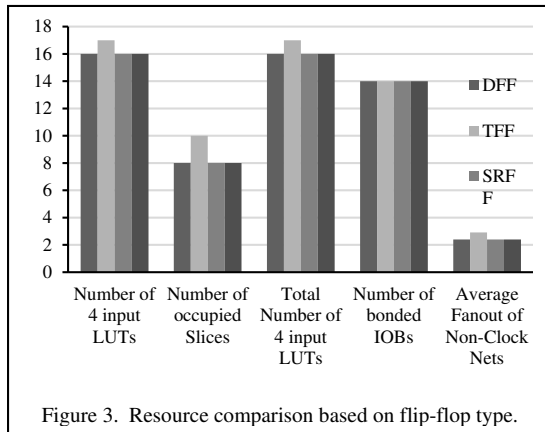 18
16
14
12
10
8
6
4
2
0
DFF
TFF
SRF
F
Number of
4 input
LUTs
Number of
occupied
Slices
Total
Number of
4 input
LUTs
Number of
bonded
IOBs
Average
Fanout of
Non-Clock
Nets
Figure 3. Resource comparison based on flip-flop type.